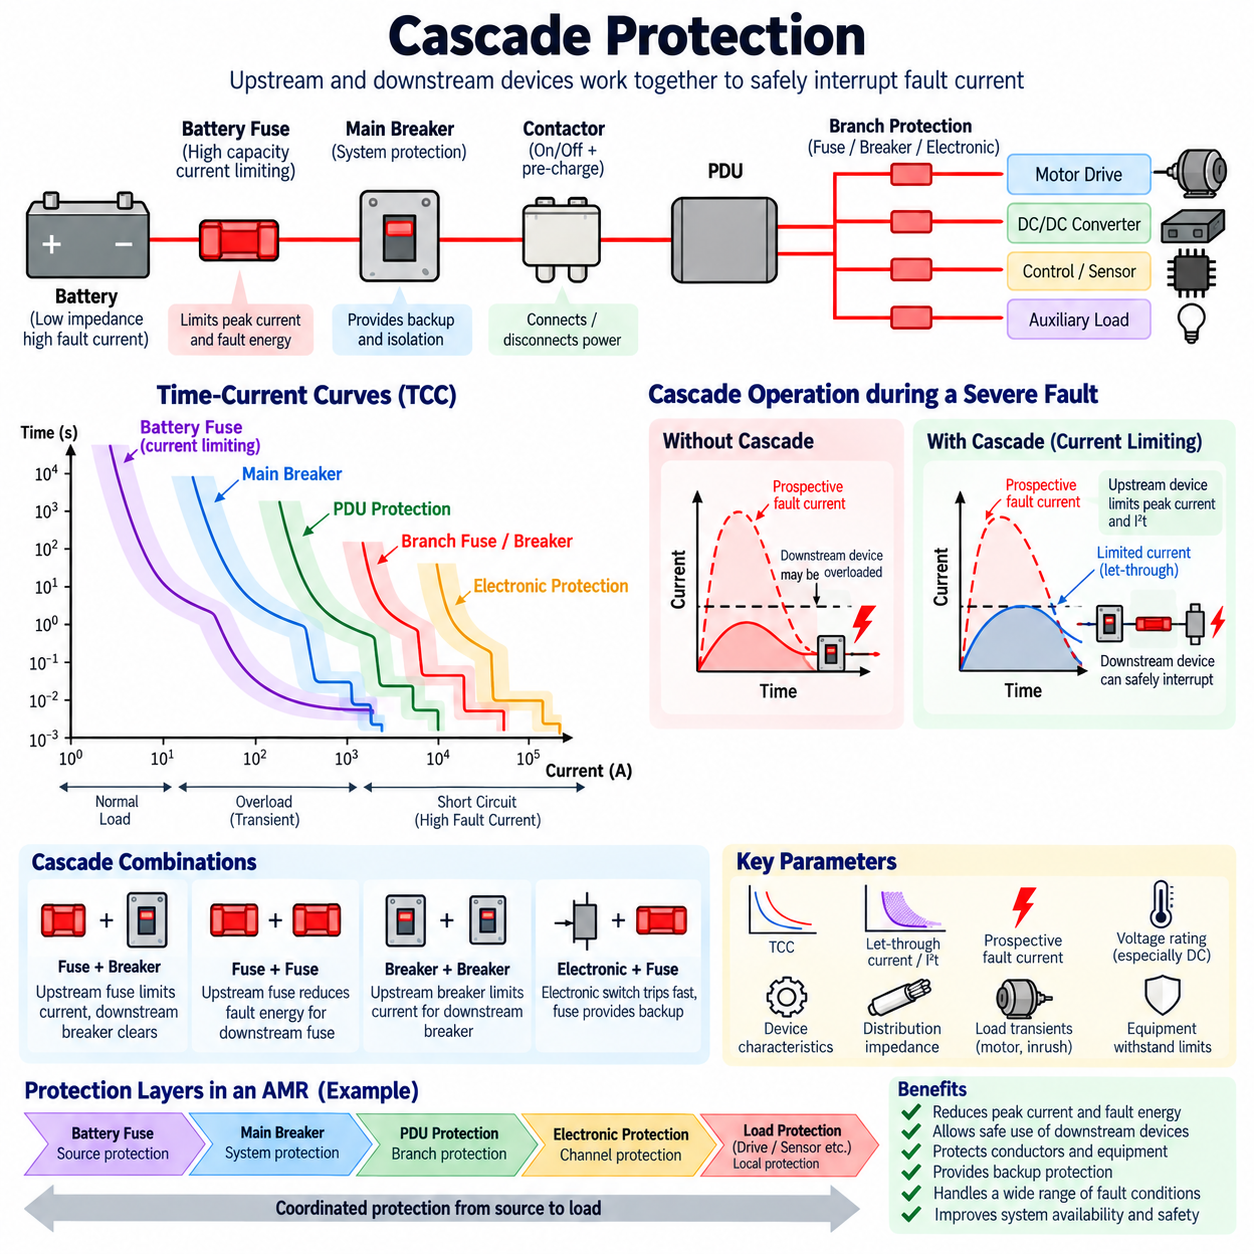 Cascade Protection
Upstream and downstream devices work together to safely interrupt fault current
Battery Fuse
(High capacity
current limiting)
Main Breaker
(System protection)
Contactor
(On/Off +
pre-charge)
PDU
Branch Protection
(Fuse / Breaker / Electronic)
Motor Drive
DC/DC Converter
Control / Sensor
Auxiliary Load
+ −
Battery
(Low impedance
high fault current)
Limits peak current
and fault energy
Provides backup
and isolation
Connects /
disconnects power
Time-Current Curves (TCC)
Time (s)
10⁴
10³
10²
10¹
10⁰
10⁻¹
10⁻²
10⁻³
Battery Fuse
(current limiting)
Main Breaker
PDU Protection
Branch Fuse / Breaker
Electronic Protection
10⁰ 10¹ 10² 10³ 10⁴ 10⁵
Current (A)
Normal
Load
Overload
(Transient)
Short Circuit
(High Fault Current)
Cascade Operation during a Severe Fault
Without Cascade
Prospective
fault current
Downstream device
may be overloaded
Current
Time
With Cascade (Current Limiting)
Prospective
fault current
Upstream device
limits peak current
and I²t
Limited current
(let-through)
Current
Time
Downstream device
can safely interrupt
Cascade Combinations
+
Fuse + Breaker
Upstream fuse limits
current, downstream
breaker clears
+
Fuse + Fuse
Upstream fuse reduces
fault energy for
downstream fuse
+
Breaker + Breaker
Upstream breaker limits
current for downstream
breaker
+
Electronic + Fuse
Electronic switch trips fast,
fuse provides backup
Key Parameters
TCC
Let-through
current / I²t
Prospective
fault current
Voltage rating
(especially DC)
Device
characteristics
Distribution
impedance
Load transients
(motor, inrush)
Equipment
withstand limits
Protection Layers in an AMR (Example)
Battery Fuse
Source protection
Main Breaker
System protection
PDU Protection
Branch protection
Electronic Protection
Channel protection
Load Protection
(Drive / Sensor etc.)
Local protection
Coordinated protection from source to load
Benefits
Reduces peak current and fault energy
Allows safe use of downstream devices
Protects conductors and equipment
Provides backup protection
Handles a wide range of fault conditions
Improves system availability and safety